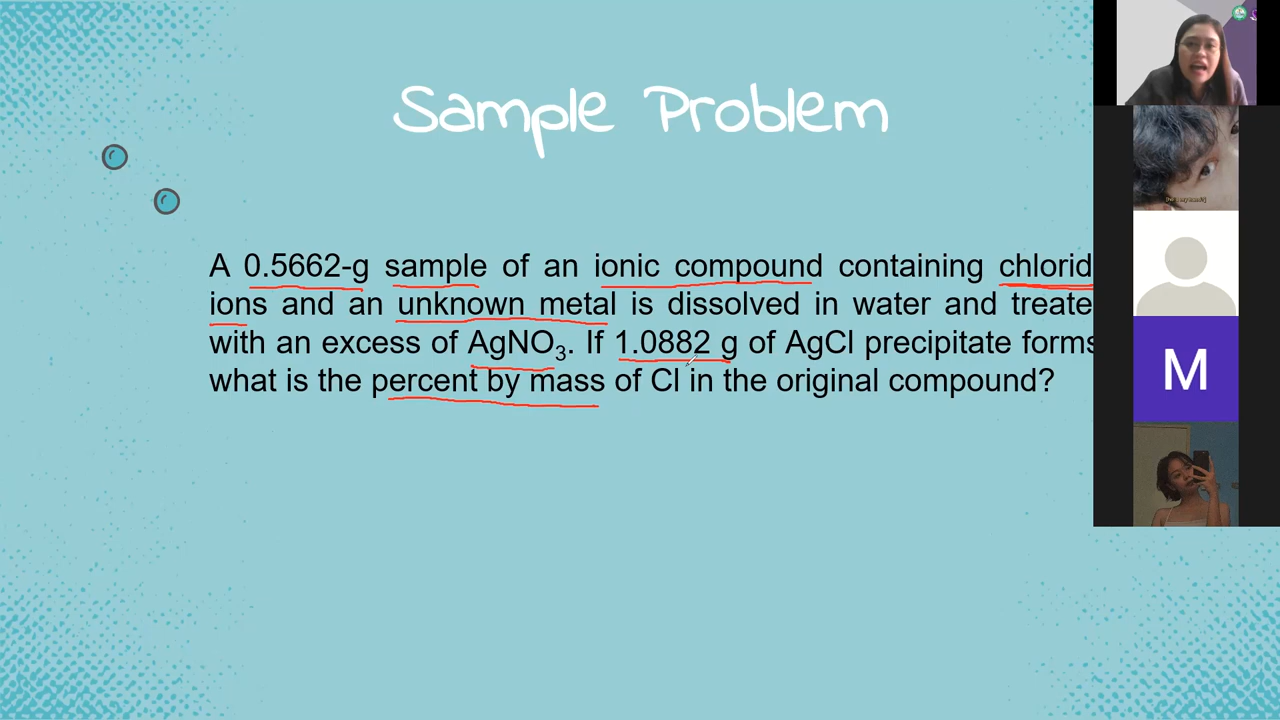 Sample Problem
A 0.5662-g sample of an ionic compound containing chlorid
ions and an unknown metal is dissolved in water and treate
with an excess of AgNO₃. If 1.0882 g of AgCl precipitate forms
what is the percent by mass of Cl in the original compound?
M